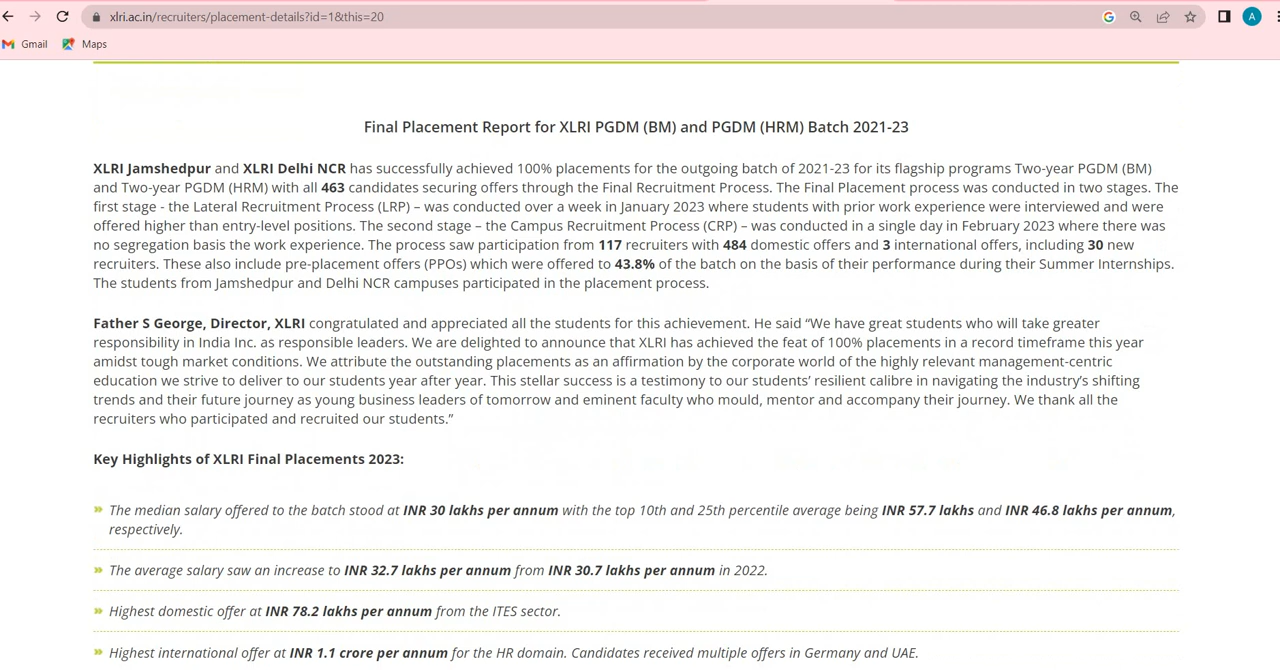 xlri.ac.in/recruiters/placement-details?id=1&this=20
G
A
Gmail Maps
Final Placement Report for XLRI PGDM (BM) and PGDM (HRM) Batch 2021-23
XLRI Jamshedpur and XLRI Delhi NCR has successfully achieved 100% placements for the outgoing batch of 2021-23 for its flagship programs Two-year PGDM (BM)
and Two-year PGDM (HRM) with all 463 candidates securing offers through the Final Recruitment Process. The Final Placement process was conducted in two stages. The
first stage - the Lateral Recruitment Process (LRP) – was conducted over a week in January 2023 where students with prior work experience were interviewed and were
offered higher than entry-level positions. The second stage – the Campus Recruitment Process (CRP) – was conducted in a single day in February 2023 where there was
no segregation basis the work experience. The process saw participation from 117 recruiters with 484 domestic offers and 3 international offers, including 30 new
recruiters. These also include pre-placement offers (PPOs) which were offered to 43.8% of the batch on the basis of their performance during their Summer Internships.
The students from Jamshedpur and Delhi NCR campuses participated in the placement process.
Father S George, Director, XLRI congratulated and appreciated all the students for this achievement. He said “We have great students who will take greater
responsibility in India Inc. as responsible leaders. We are delighted to announce that XLRI has achieved the feat of 100% placements in a record timeframe this year
amidst tough market conditions. We attribute the outstanding placements as an affirmation by the corporate world of the highly relevant management-centric
education we strive to deliver to our students year after year. This stellar success is a testimony to our students’ resilient calibre in navigating the industry’s shifting
trends and their future journey as young business leaders of tomorrow and eminent faculty who mould, mentor and accompany their journey. We thank all the
recruiters who participated and recruited our students.”
Key Highlights of XLRI Final Placements 2023:
The median salary offered to the batch stood at INR 30 lakhs per annum with the top 10th and 25th percentile average being INR 57.7 lakhs and INR 46.8 lakhs per annum,
respectively.
The average salary saw an increase to INR 32.7 lakhs per annum from INR 30.7 lakhs per annum in 2022.
Highest domestic offer at INR 78.2 lakhs per annum from the ITES sector.
Highest international offer at INR 1.1 crore per annum for the HR domain. Candidates received multiple offers in Germany and UAE.